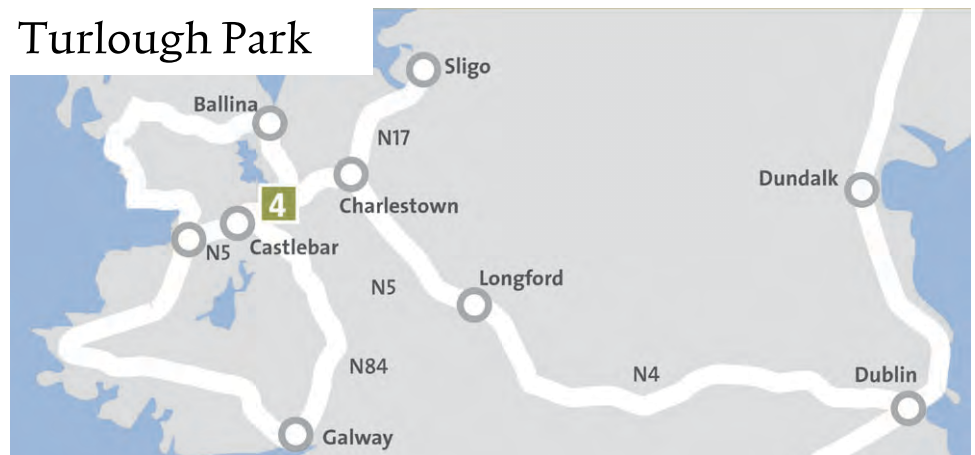 Turlough Park
Sligo
Ballina
N17
Dundalk
Charlestown
4
N5
Castlebar
Longford
N5
N84
N4
Dublin
Galway